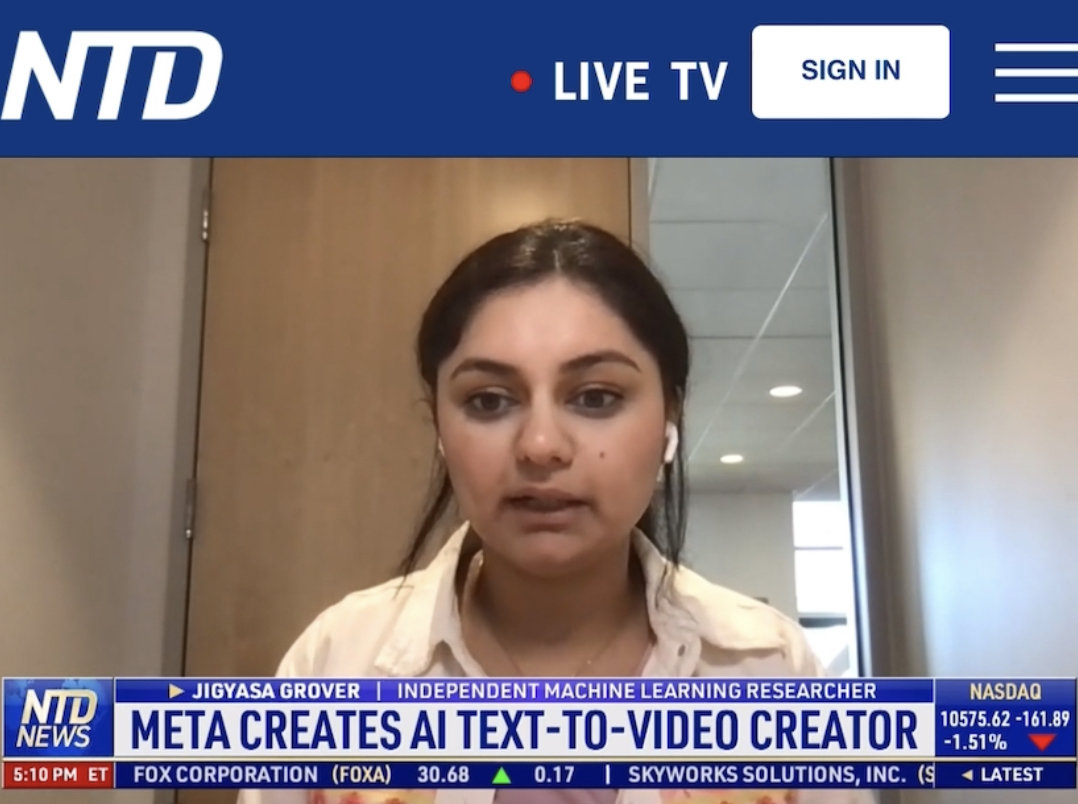 NTD
LIVE TV
SIGN IN
▶ JIGYASA GROVER | INDEPENDENT MACHINE LEARNING RESEARCHER
META CREATES AI TEXT-TO-VIDEO CREATOR
NTD
NEWS
NASDAQ
10575.62 -161.89
-1.51% ▼
5:10 PM ET
FOX CORPORATION (FOXA) 30.68 ▲ 0.17 | SKYWORKS SOLUTIONS, INC. (S
◄ LATEST